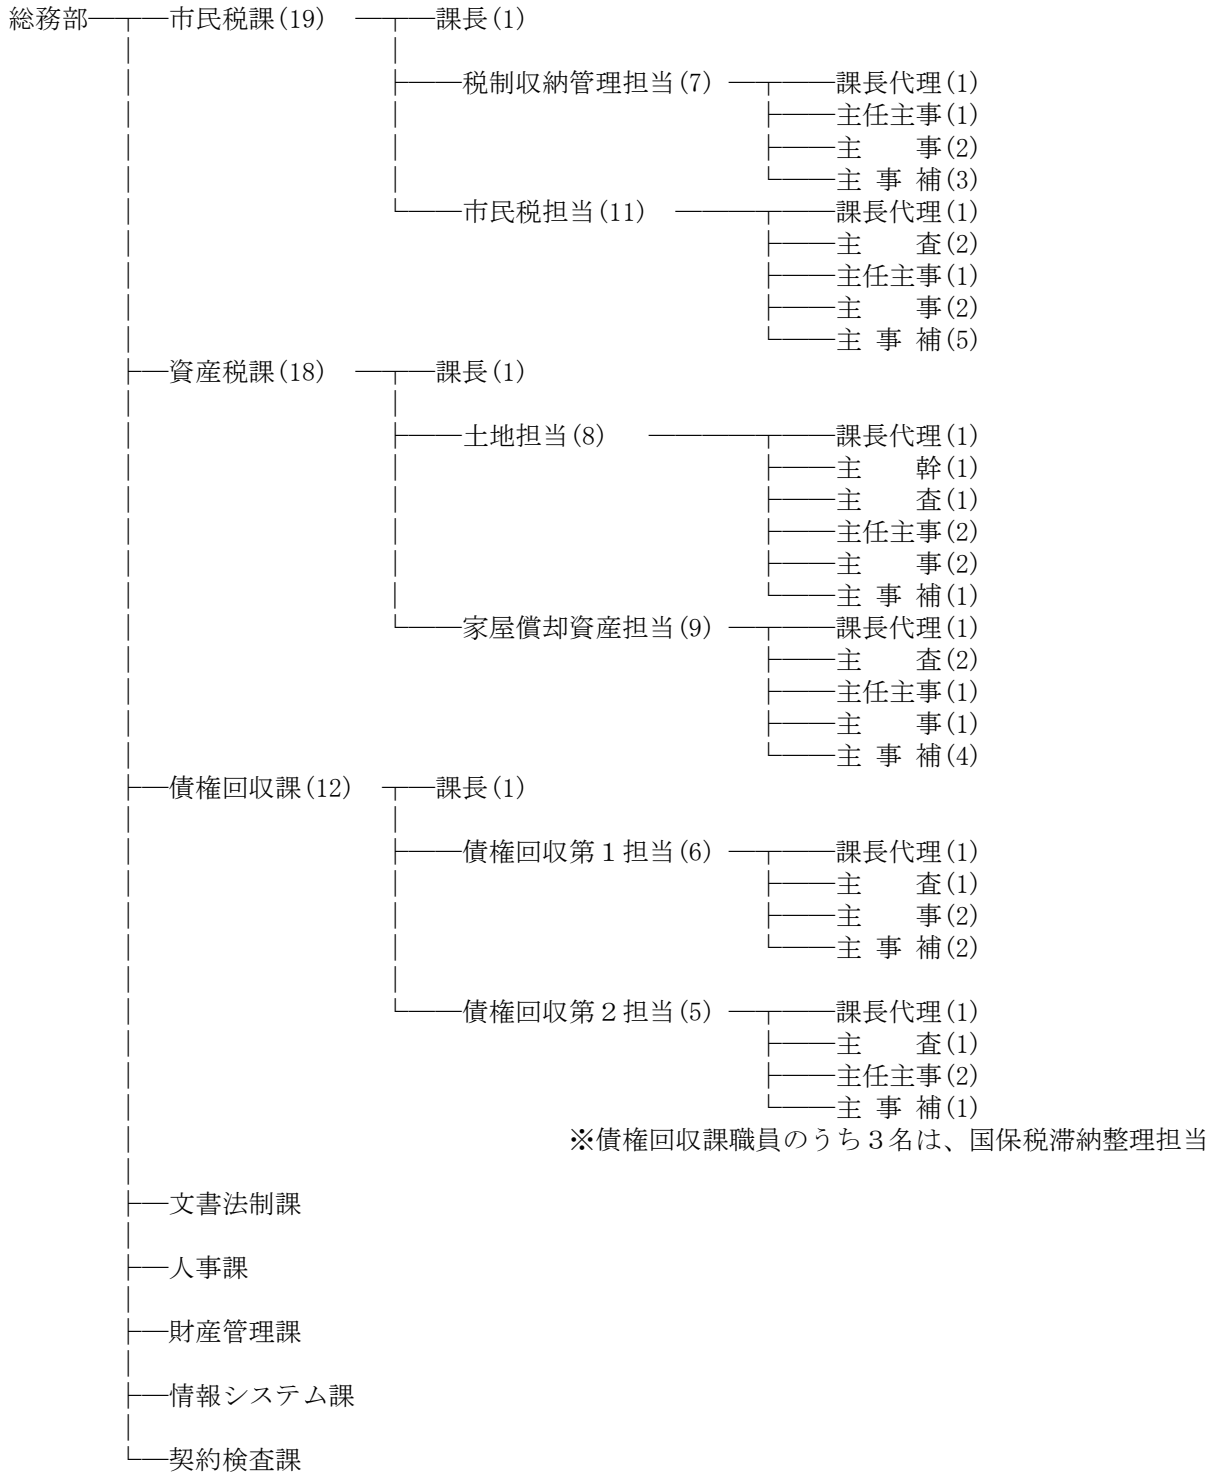 総務部 市民税課(19) 課長(1)
税制収納管理担当(7) 課長代理(1)
主任主事(1)
主　　事(2)
主 事 補(3)
市民税担当(11) 課長代理(1)
主　　査(2)
主任主事(1)
主　　事(2)
主 事 補(5)
資産税課(18) 課長(1)
土地担当(8) 課長代理(1)
主　　幹(1)
主　　査(1)
主任主事(2)
主　　事(2)
主 事 補(1)
家屋償却資産担当(9) 課長代理(1)
主　　査(2)
主任主事(1)
主　　事(1)
主 事 補(4)
債権回収課(12) 課長(1)
債権回収第１担当(6) 課長代理(1)
主　　査(1)
主　　事(2)
主 事 補(2)
債権回収第２担当(5) 課長代理(1)
主　　査(1)
主任主事(2)
主 事 補(1)
※債権回収課職員のうち３名は、国保税滞納整理担当
文書法制課
人事課
財産管理課
情報システム課
契約検査課